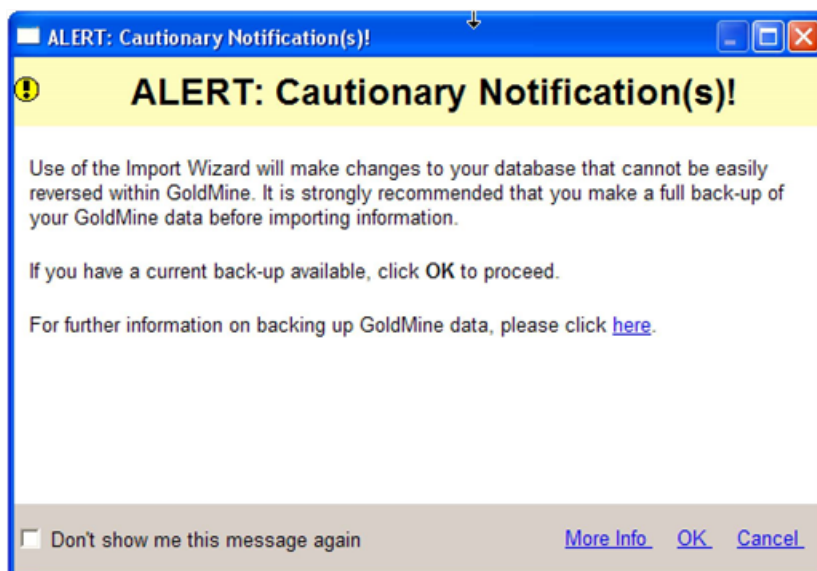 ALERT: Cautionary Notification(s)!
ALERT: Cautionary Notification(s)!
Use of the Import Wizard will make changes to your database that cannot be easily
reversed within GoldMine. It is strongly recommended that you make a full back-up of
your GoldMine data before importing information.
If you have a current back-up available, click OK to proceed.
For further information on backing up GoldMine data, please click here.
Don't show me this message again
More Info OK Cancel